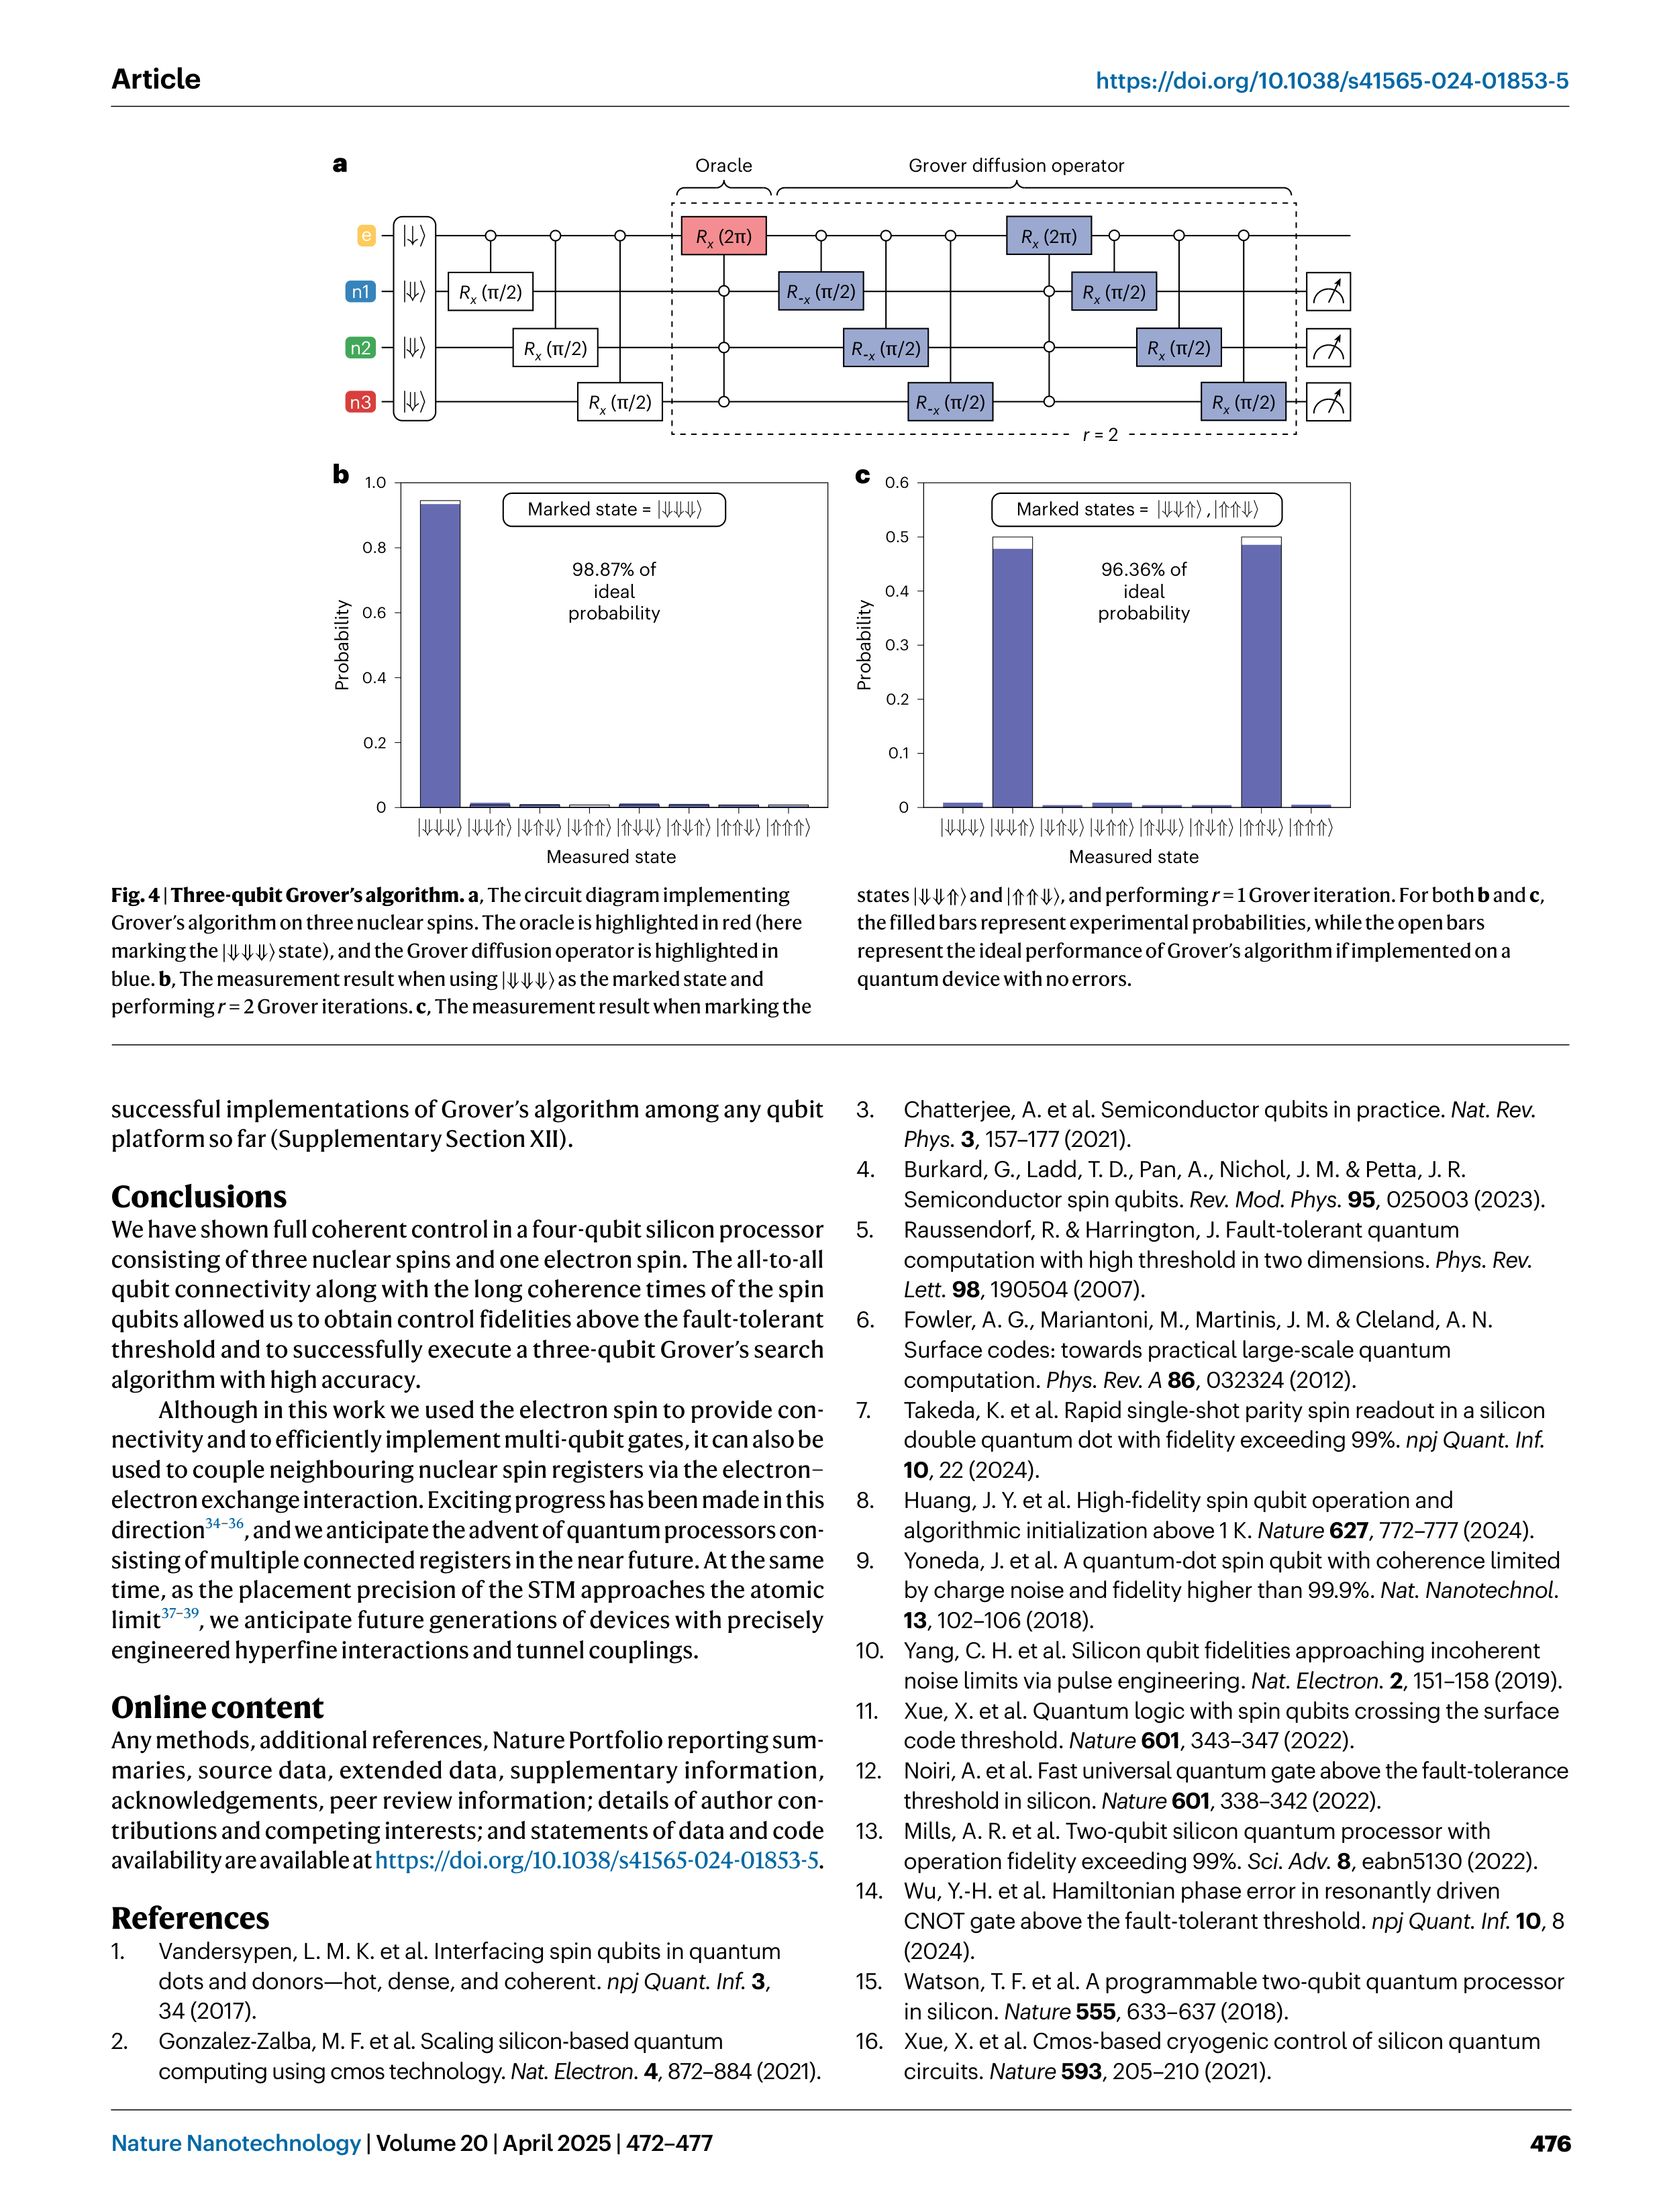 Article
https://doi.org/10.1038/s41565-024-01853-5
a
Oracle
Grover diffusion operator
e |↓⟩ Rx (2π) Rx (2π)
n1 |⇓⟩ Rx (π/2) R-x (π/2) Rx (π/2)
n2 |⇓⟩ Rx (π/2) R-x (π/2) Rx (π/2)
n3 |⇓⟩ Rx (π/2) R-x (π/2) Rx (π/2)
r = 2
b
Probability
1.0
0.8
0.6
0.4
0.2
0
Marked state = |⇓⇓⇓⟩
98.87% of
ideal
probability
|⇓⇓⇓⟩ |⇓⇓⇑⟩ |⇓⇑⇓⟩ |⇓⇑⇑⟩ |⇑⇓⇓⟩ |⇑⇓⇑⟩ |⇑⇑⇓⟩ |⇑⇑⇑⟩
Measured state
c
Probability
0.6
0.5
0.4
0.3
0.2
0.1
0
Marked states = |⇓⇓⇑⟩, |⇑⇑⇓⟩
96.36% of
ideal
probability
|⇓⇓⇓⟩ |⇓⇓⇑⟩ |⇓⇑⇓⟩ |⇓⇑⇑⟩ |⇑⇓⇓⟩ |⇑⇓⇑⟩ |⇑⇑⇓⟩ |⇑⇑⇑⟩
Measured state
Fig. 4 | Three-qubit Grover’s algorithm. a, The circuit diagram implementing
Grover’s algorithm on three nuclear spins. The oracle is highlighted in red (here
marking the |⇓⇓⇓⟩ state), and the Grover diffusion operator is highlighted in
blue. b, The measurement result when using |⇓⇓⇓⟩ as the marked state and
performing r = 2 Grover iterations. c, The measurement result when marking the
states |⇓⇓⇑⟩ and |⇑⇑⇓⟩, and performing r = 1 Grover iteration. For both b and c,
the filled bars represent experimental probabilities, while the open bars
represent the ideal performance of Grover’s algorithm if implemented on a
quantum device with no errors.
successful implementations of Grover’s algorithm among any qubit
platform so far (Supplementary Section XII).
Conclusions
We have shown full coherent control in a four-qubit silicon processor
consisting of three nuclear spins and one electron spin. The all-to-all
qubit connectivity along with the long coherence times of the spin
qubits allowed us to obtain control fidelities above the fault-tolerant
threshold and to successfully execute a three-qubit Grover’s search
algorithm with high accuracy.
Although in this work we used the electron spin to provide con-
nectivity and to efficiently implement multi-qubit gates, it can also be
used to couple neighbouring nuclear spin registers via the electron–
electron exchange interaction. Exciting progress has been made in this
direction34–36, and we anticipate the advent of quantum processors con-
sisting of multiple connected registers in the near future. At the same
time, as the placement precision of the STM approaches the atomic
limit37–39, we anticipate future generations of devices with precisely
engineered hyperfine interactions and tunnel couplings.
Online content
Any methods, additional references, Nature Portfolio reporting sum-
maries, source data, extended data, supplementary information,
acknowledgements, peer review information; details of author con-
tributions and competing interests; and statements of data and code
availability are available at https://doi.org/10.1038/s41565-024-01853-5.
References
1. Vandersypen, L. M. K. et al. Interfacing spin qubits in quantum
dots and donors—hot, dense, and coherent. npj Quant. Inf. 3,
34 (2017).
2. Gonzalez-Zalba, M. F. et al. Scaling silicon-based quantum
computing using cmos technology. Nat. Electron. 4, 872–884 (2021).
3. Chatterjee, A. et al. Semiconductor qubits in practice. Nat. Rev.
Phys. 3, 157–177 (2021).
4. Burkard, G., Ladd, T. D., Pan, A., Nichol, J. M. & Petta, J. R.
Semiconductor spin qubits. Rev. Mod. Phys. 95, 025003 (2023).
5. Raussendorf, R. & Harrington, J. Fault-tolerant quantum
computation with high threshold in two dimensions. Phys. Rev.
Lett. 98, 190504 (2007).
6. Fowler, A. G., Mariantoni, M., Martinis, J. M. & Cleland, A. N.
Surface codes: towards practical large-scale quantum
computation. Phys. Rev. A 86, 032324 (2012).
7. Takeda, K. et al. Rapid single-shot parity spin readout in a silicon
double quantum dot with fidelity exceeding 99%. npj Quant. Inf.
10, 22 (2024).
8. Huang, J. Y. et al. High-fidelity spin qubit operation and
algorithmic initialization above 1 K. Nature 627, 772–777 (2024).
9. Yoneda, J. et al. A quantum-dot spin qubit with coherence limited
by charge noise and fidelity higher than 99.9%. Nat. Nanotechnol.
13, 102–106 (2018).
10. Yang, C. H. et al. Silicon qubit fidelities approaching incoherent
noise limits via pulse engineering. Nat. Electron. 2, 151–158 (2019).
11. Xue, X. et al. Quantum logic with spin qubits crossing the surface
code threshold. Nature 601, 343–347 (2022).
12. Noiri, A. et al. Fast universal quantum gate above the fault-tolerance
threshold in silicon. Nature 601, 338–342 (2022).
13. Mills, A. R. et al. Two-qubit silicon quantum processor with
operation fidelity exceeding 99%. Sci. Adv. 8, eabn5130 (2022).
14. Wu, Y.-H. et al. Hamiltonian phase error in resonantly driven
CNOT gate above the fault-tolerant threshold. npj Quant. Inf. 10, 8
(2024).
15. Watson, T. F. et al. A programmable two-qubit quantum processor
in silicon. Nature 555, 633–637 (2018).
16. Xue, X. et al. Cmos-based cryogenic control of silicon quantum
circuits. Nature 593, 205–210 (2021).
Nature Nanotechnology | Volume 20 | April 2025 | 472–477
476